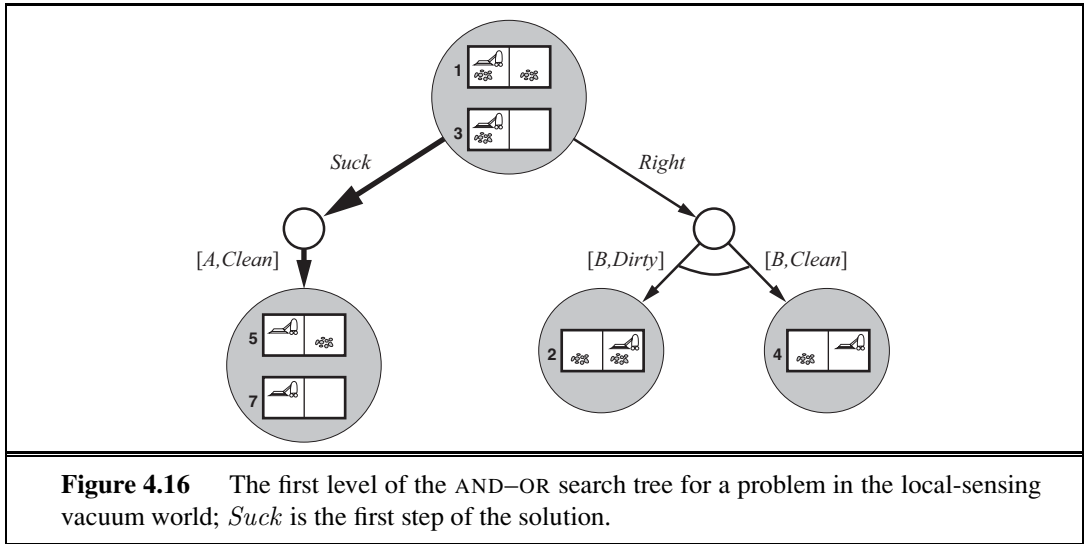 1
3
Suck
Right
[A,Clean]
[B,Dirty]
[B,Clean]
5
2
4
7
Figure 4.16 The first level of the AND–OR search tree for a problem in the local-sensing
vacuum world; Suck is the first step of the solution.